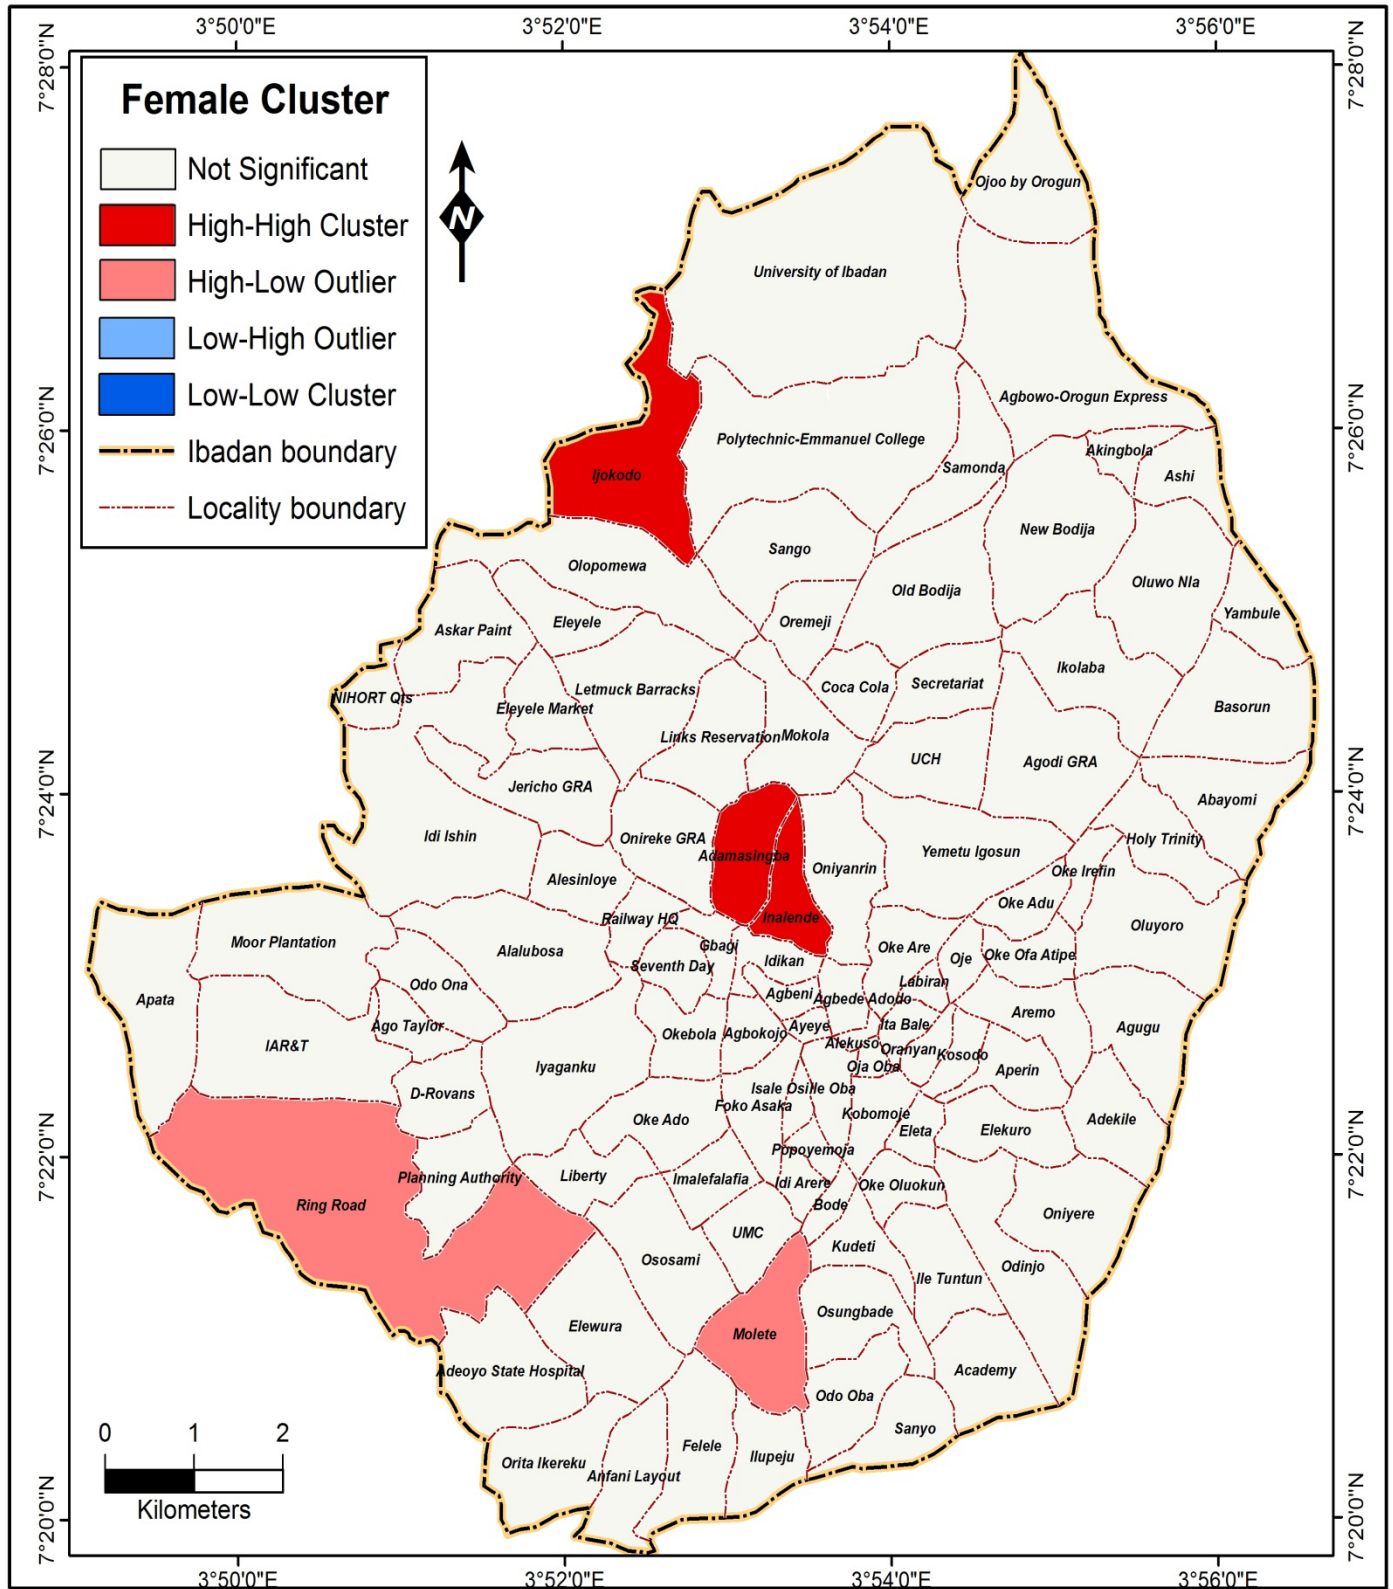 3°50'0"E
3°52'0"E
3°54'0"E
3°56'0"E
7°28'0"N
7°28'0"N
Female Cluster
Not Significant
High-High Cluster
High-Low Outlier
Low-High Outlier
Low-Low Cluster
Ibadan boundary
Locality boundary
N
Ojoo by Orogun
University of Ibadan
7°26'0"N
7°26'0"N
Agbowo-Orogun Express
Polytechnic-Emmanuel College
Akingbola
Samonda
Ashi
Ijokodo
New Bodija
Sango
Olopomewa
Oluwo Nla
Old Bodija
Yambule
Eleyele
Oremeji
Askar Paint
Ikolaba
Secretariat
Coca Cola
Letmuck Barracks
NIHORT Qts
Eleyele Market
Basorun
Links Reservation
Mokola
UCH
Agodi GRA
7°24'0"N
7°24'0"N
Jericho GRA
Abayomi
Idi Ishin
Onireke GRA
Holy Trinity
Adamasingba
Yemetu Igosun
Oniyanrin
Oke Irefin
Alesinloye
Oke Adu
Railway HQ
Inalende
Oluyoro
Moor Plantation
Gbagi
Oke Are
Alalubosa
Oke Ofa Atipe
Oje
Idikan
Seventh Day
Labiran
Odo Ona
Agbeni
Agbede Adodo
Apata
Aremo
Ago Taylor
Ayeye
Ita Bale
Agugu
Okebola
Agbokojo
Alekuso
IAR&T
Oranyan
Kosodo
Iyaganku
Oja Oba
Aperin
D-Rovans
Isale Osille Oba
Foko Asaka
Kobomoje
Oke Ado
Adekile
Eleta
Elekuro
7°22'0"N
7°22'0"N
Popoyemoja
Planning Authority
Liberty
Imalefalafia
Idi Arere
Oke Oluokun
Ring Road
Bode
Oniyere
UMC
Kudeti
Ososami
Odinjo
Ile Tuntun
Osungbade
Elewura
Molete
Adeoyo State Hospital
Academy
Odo Oba
Sanyo
0
1
2
Kilometers
Felele
Ilupeju
Orita Ikereku
Anfani Layout
7°20'0"N
7°20'0"N
3°50'0"E
3°52'0"E
3°54'0"E
3°56'0"E